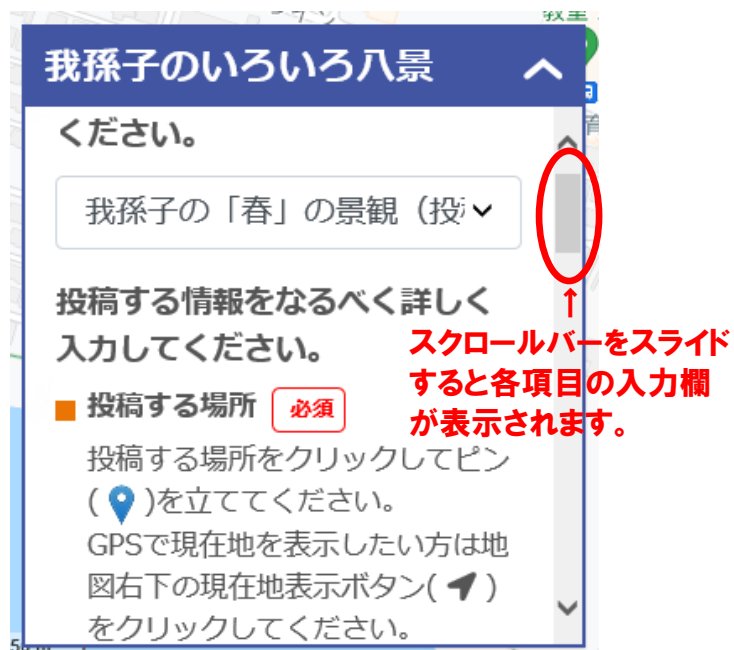 我孫子のいろいろ八景
ください。
我孫子の「春」の景観（投
投稿する情報をなるべく詳しく
入力してください。
投稿する場所 必須
投稿する場所をクリックしてピン
( )を立ててください。
GPSで現在地を表示したい方は地
図右下の現在地表示ボタン( )
をクリックしてください。
↑
スクロールバーをスライド
すると各項目の入力欄
が表示されます。